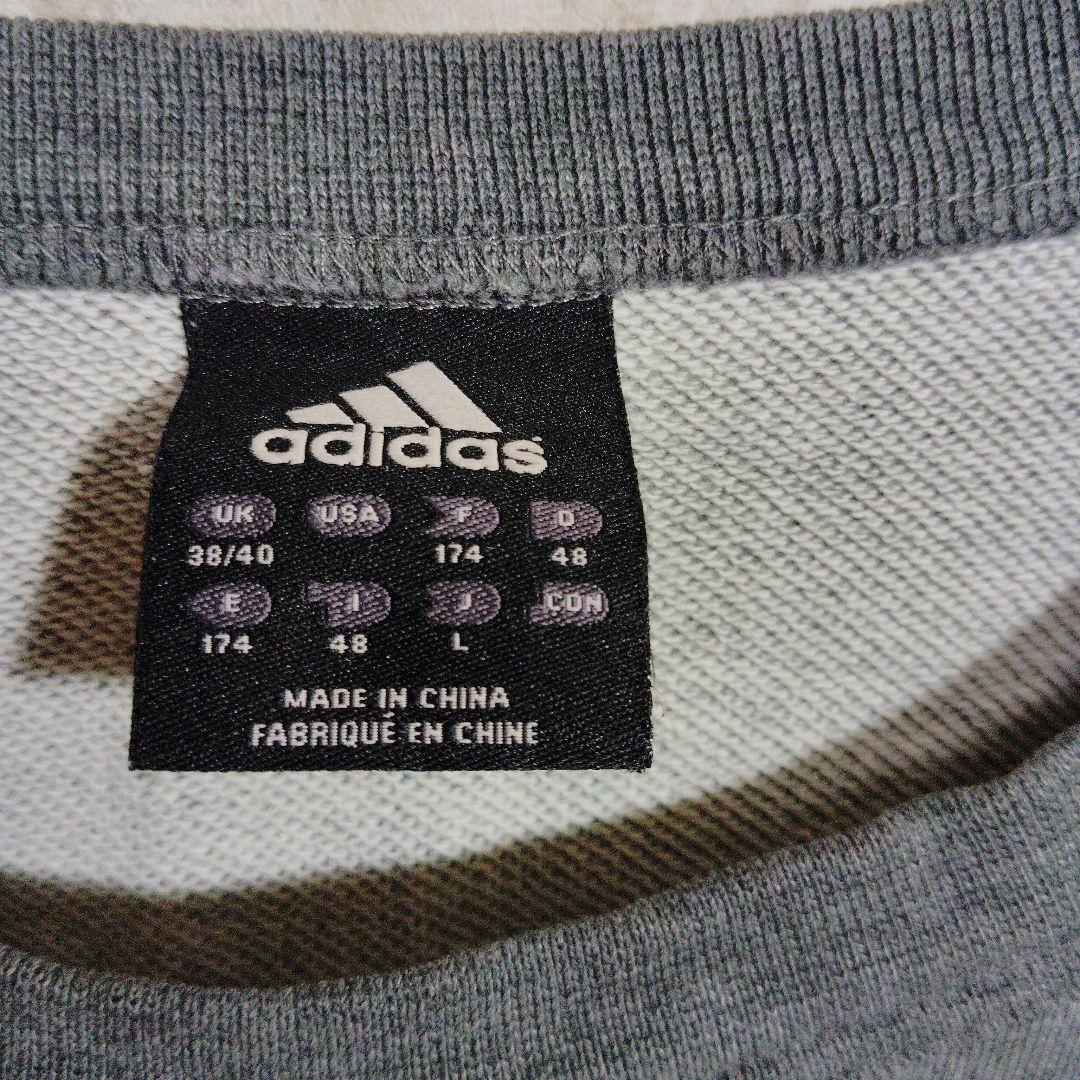 adidas
UK USA F D
38/40 174 48
E I J CON
174 48 L
MADE IN CHINA
FABRIQUÉ EN CHINE